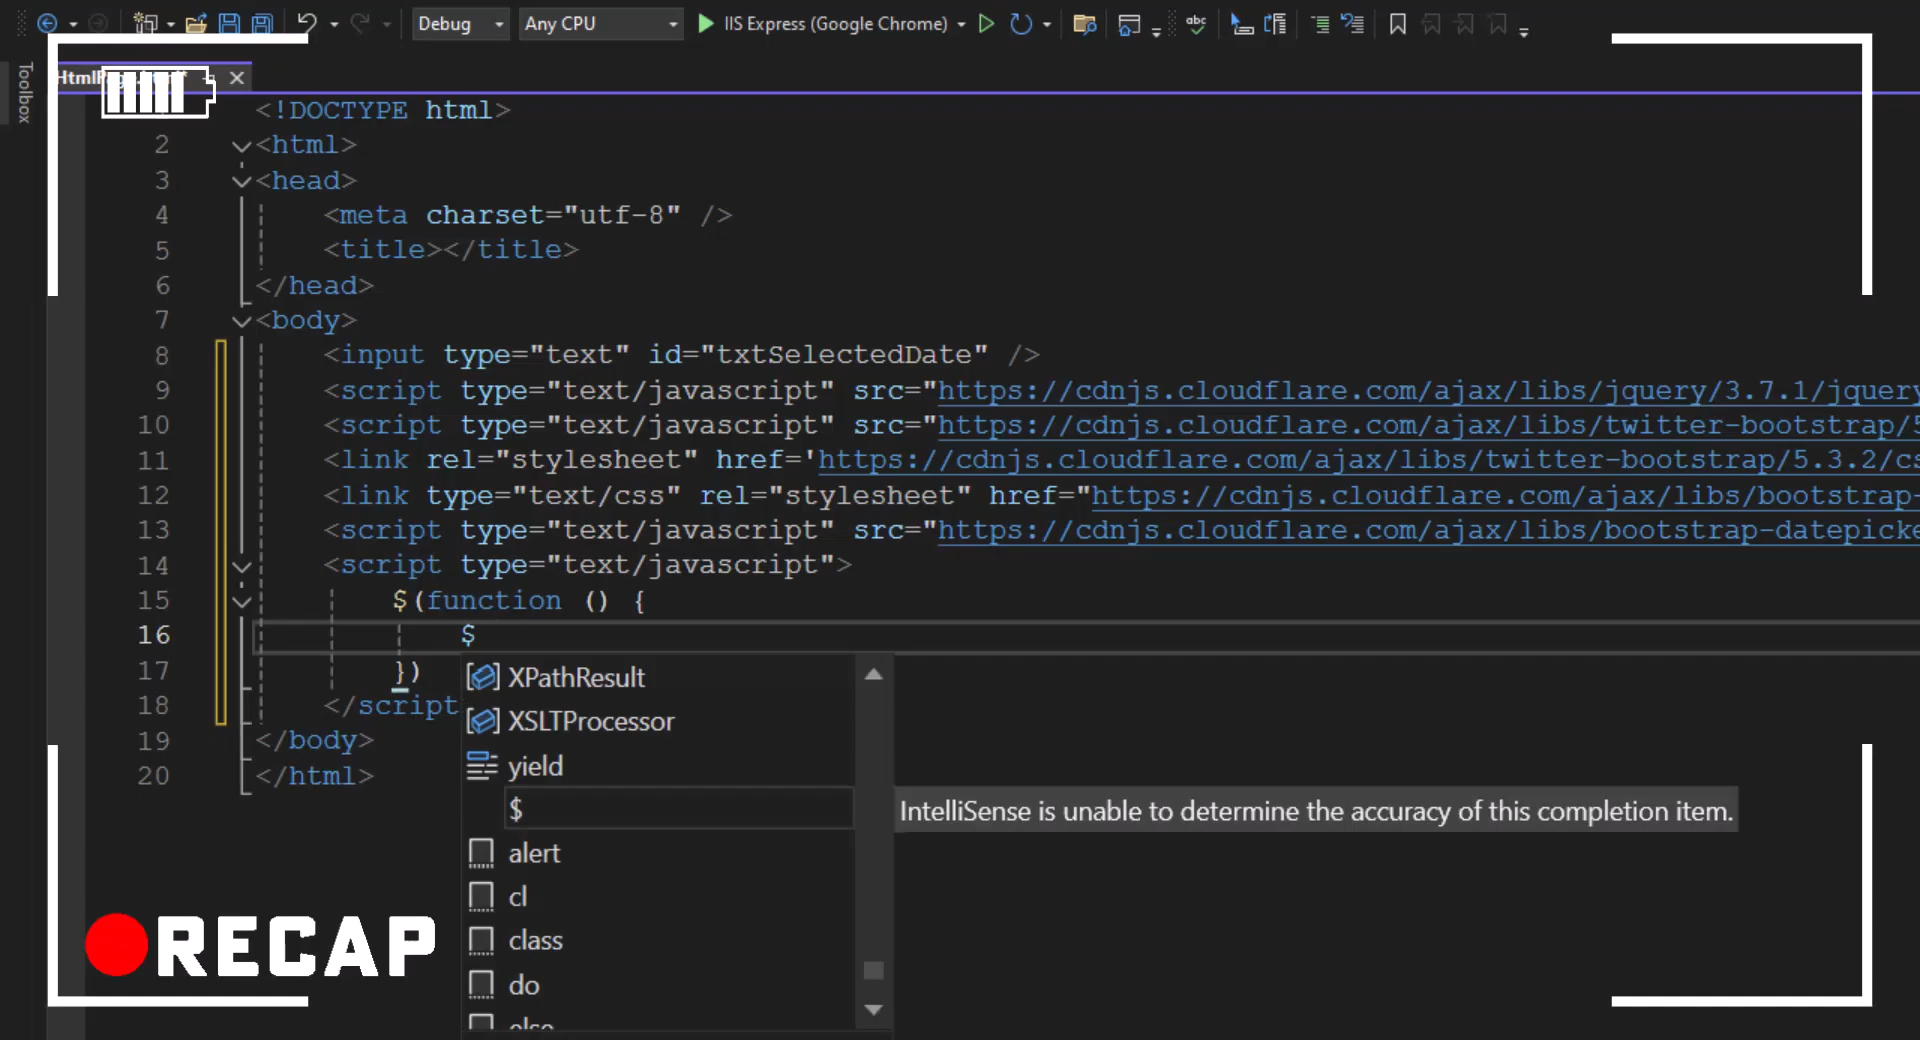 Debug
Any CPU
IIS Express (Google Chrome)
abc
Toolbox
<!DOCTYPE html>
2 <html>
3 <head>
4 <meta charset="utf-8" />
5 <title></title>
6 </head>
7 <body>
8 <input type="text" id="txtSelectedDate" />
9 <script type="text/javascript" src="https://cdnjs.cloudflare.com/ajax/libs/jquery/3.7.1/jquery
10 <script type="text/javascript" src="https://cdnjs.cloudflare.com/ajax/libs/twitter-bootstrap/5
11 <link rel="stylesheet" href='https://cdnjs.cloudflare.com/ajax/libs/twitter-bootstrap/5.3.2/cs
12 <link type="text/css" rel="stylesheet" href="https://cdnjs.cloudflare.com/ajax/libs/bootstrap-
13 <script type="text/javascript" src="https://cdnjs.cloudflare.com/ajax/libs/bootstrap-datepicke
14 <script type="text/javascript">
15 $(function () {
16 $
17 })
18 </script
19 </body>
20 </html>
XPathResult
XSLTProcessor
yield
$
IntelliSense is unable to determine the accuracy of this completion item.
alert
cl
class
do
else
RECAP